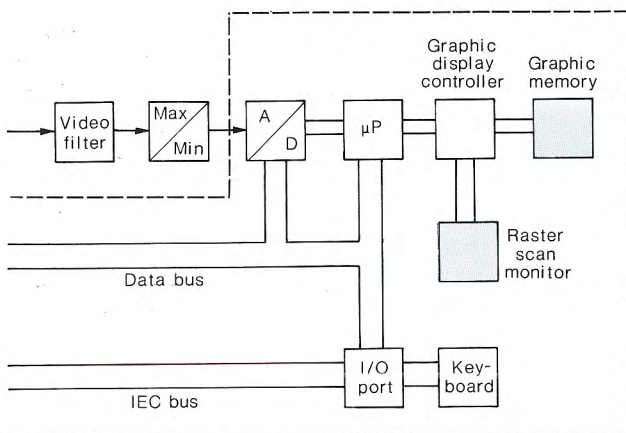 Graphic
display
controller
Graphic
memory
Video
filter
Max
Min
A
D
µP
Raster
scan
monitor
Data bus
I/O
port
Key-
board
IEC bus